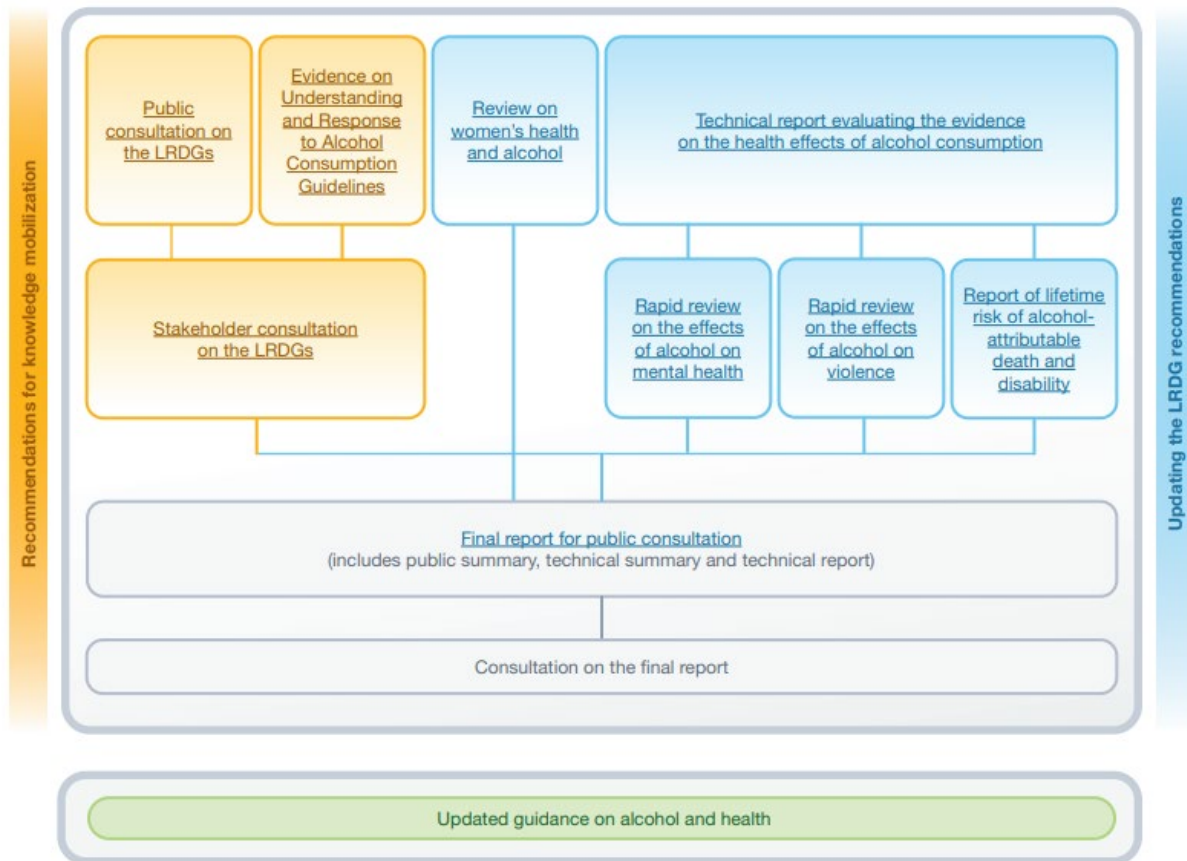 Recommendations for knowledge mobilization
Public
consultation on
the LRDGs
Evidence on
Understanding
and Response
to Alcohol
Consumption
Guidelines
Review on
women's health
and alcohol
Technical report evaluating the evidence
on the health effects of alcohol consumption
Stakeholder consultation
on the LRDGs
Rapid review
on the effects
of alcohol on
mental health
Rapid review
on the effects
of alcohol on
violence
Report of lifetime
risk of alcohol-
attributable
death and
disability
Final report for public consultation
(includes public summary, technical summary and technical report)
Consultation on the final report
Updating the LRDG recommendations
Updated guidance on alcohol and health